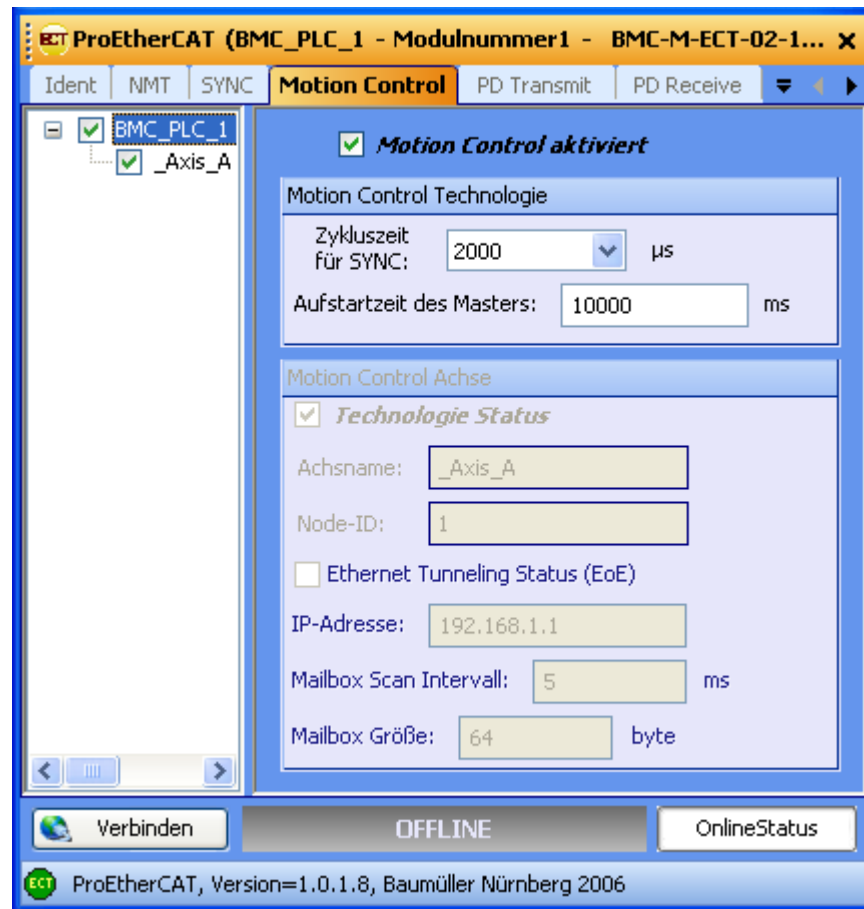 ECT ProEtherCAT (BMC_PLC_1 - Modulnummer1 - BMC-M-ECT-02-1...
Ident NMT SYNC Motion Control PD Transmit PD Receive
BMC_PLC_1
_Axis_A
Motion Control aktiviert
Motion Control Technologie
Zykluszeit
für SYNC: 2000 µs
Aufstartzeit des Masters: 10000 ms
Motion Control Achse
Technologie Status
Achsname: _Axis_A
Node-ID: 1
Ethernet Tunneling Status (EoE)
IP-Adresse: 192.168.1.1
Mailbox Scan Intervall: 5 ms
Mailbox Größe: 64 byte
Verbinden OFFLINE OnlineStatus
ECT ProEtherCAT, Version=1.0.1.8, Baumüller Nürnberg 2006